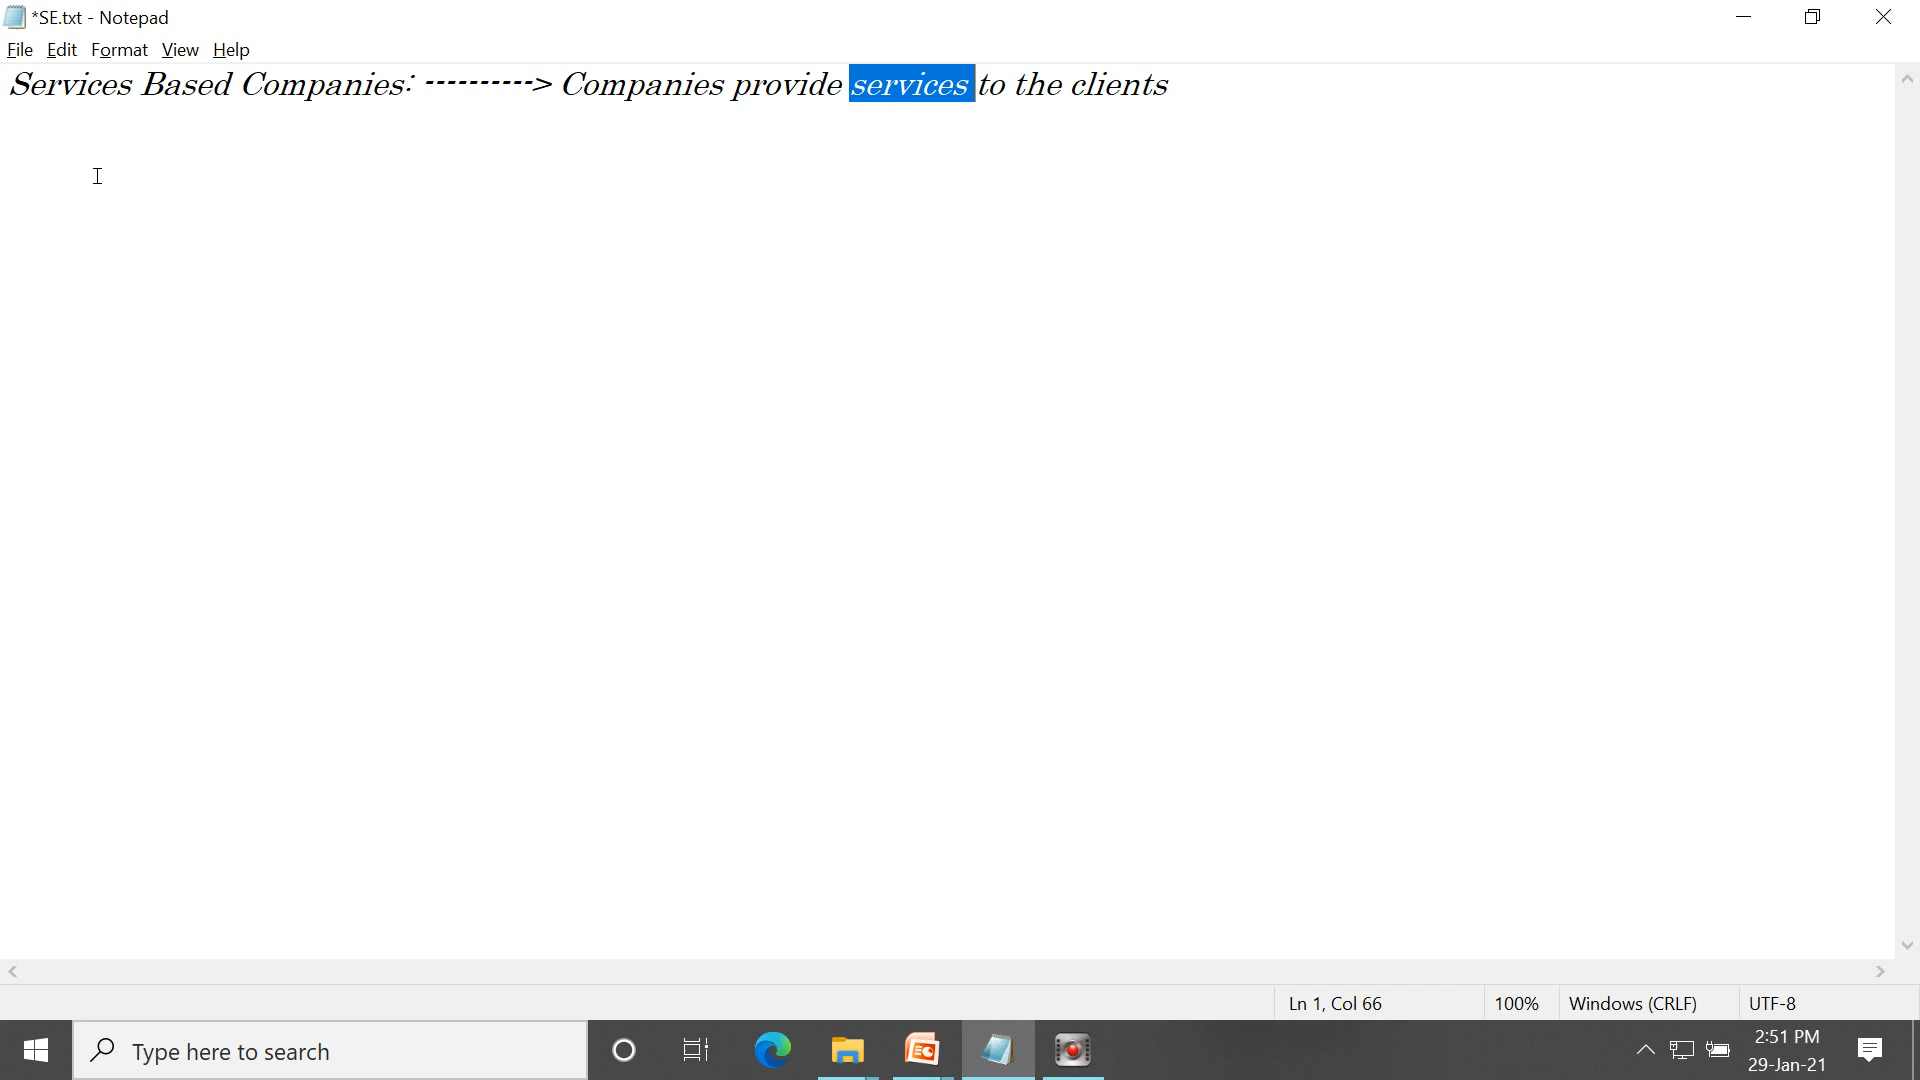 *SE.txt - Notepad
File Edit Format View Help
Services Based Companies: ----------> Companies provide services to the clients
Ln 1, Col 66 100% Windows (CRLF) UTF-8
Type here to search
2:51 PM
29-Jan-21